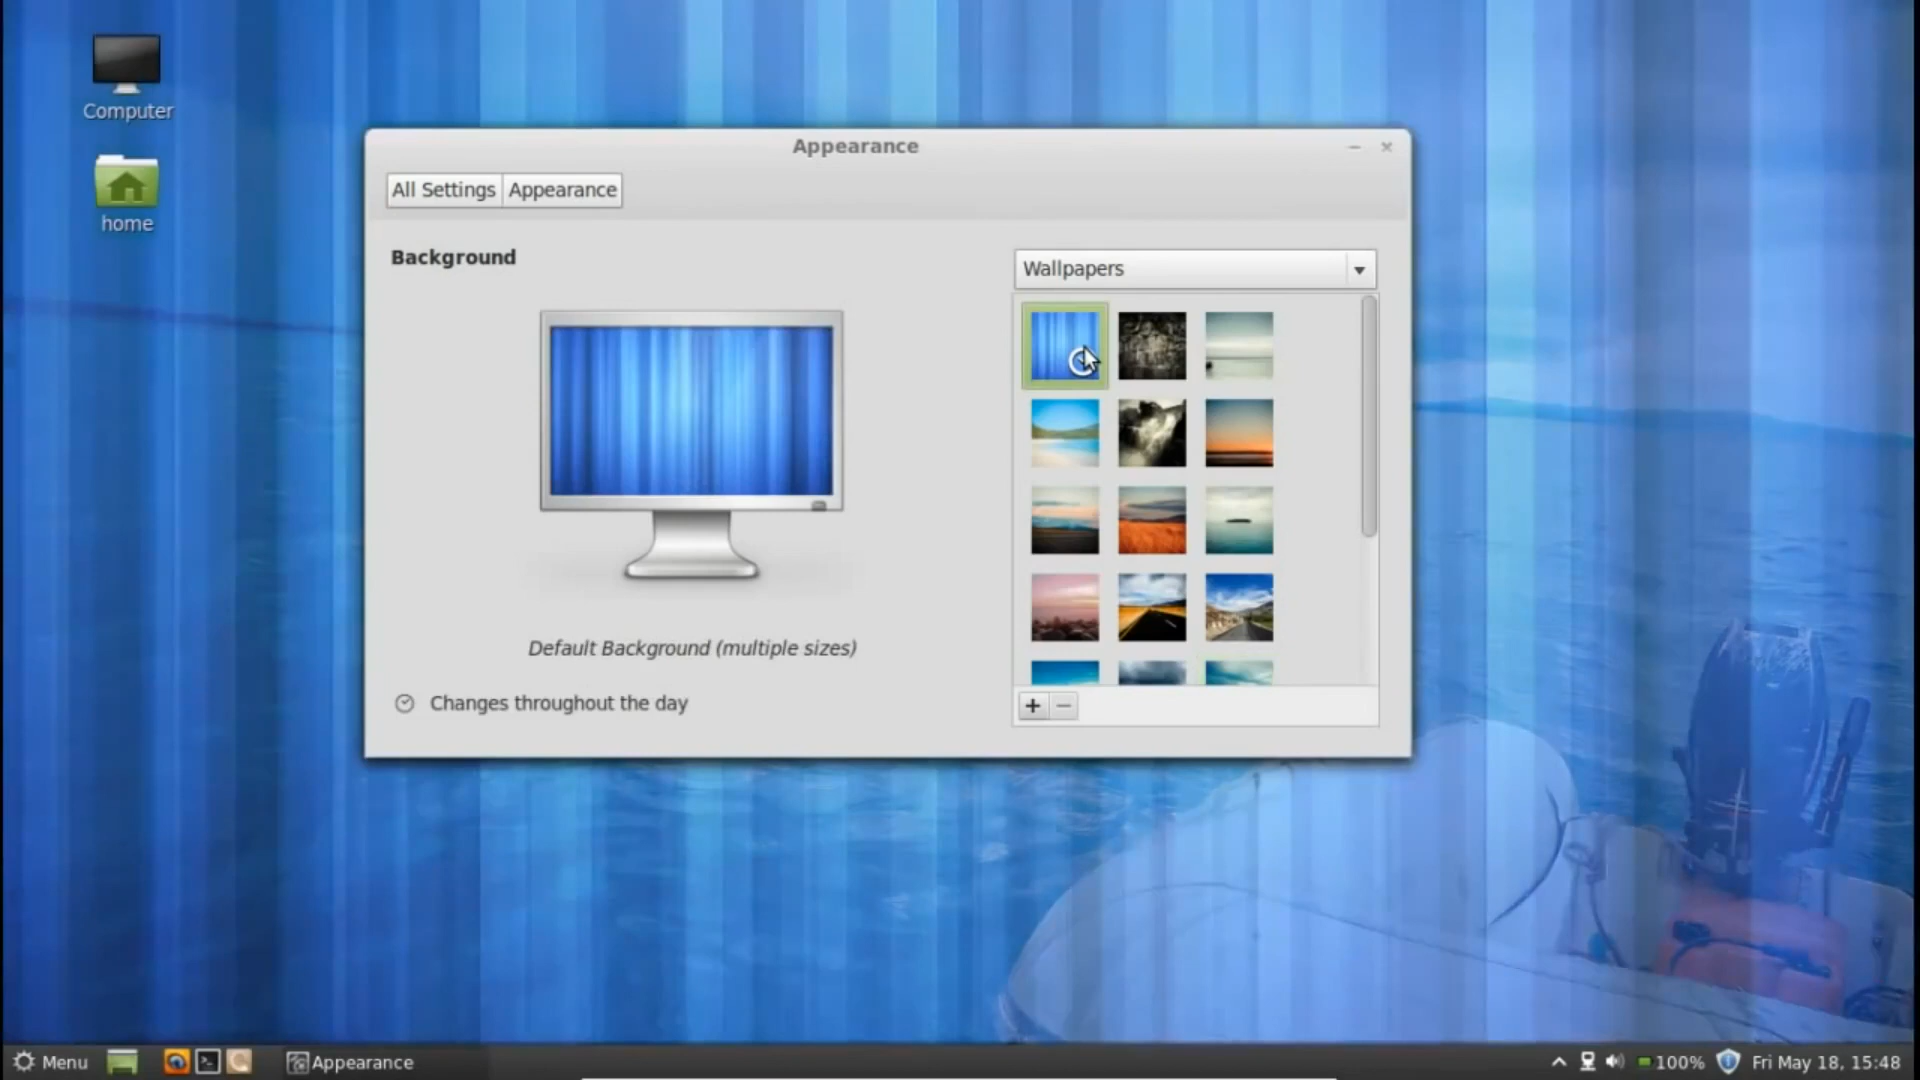 Computer
home
Appearance
All Settings
Appearance
Background
Wallpapers
Default Background (multiple sizes)
Changes throughout the day
Menu
Appearance
100%
Fri May 18, 15:48